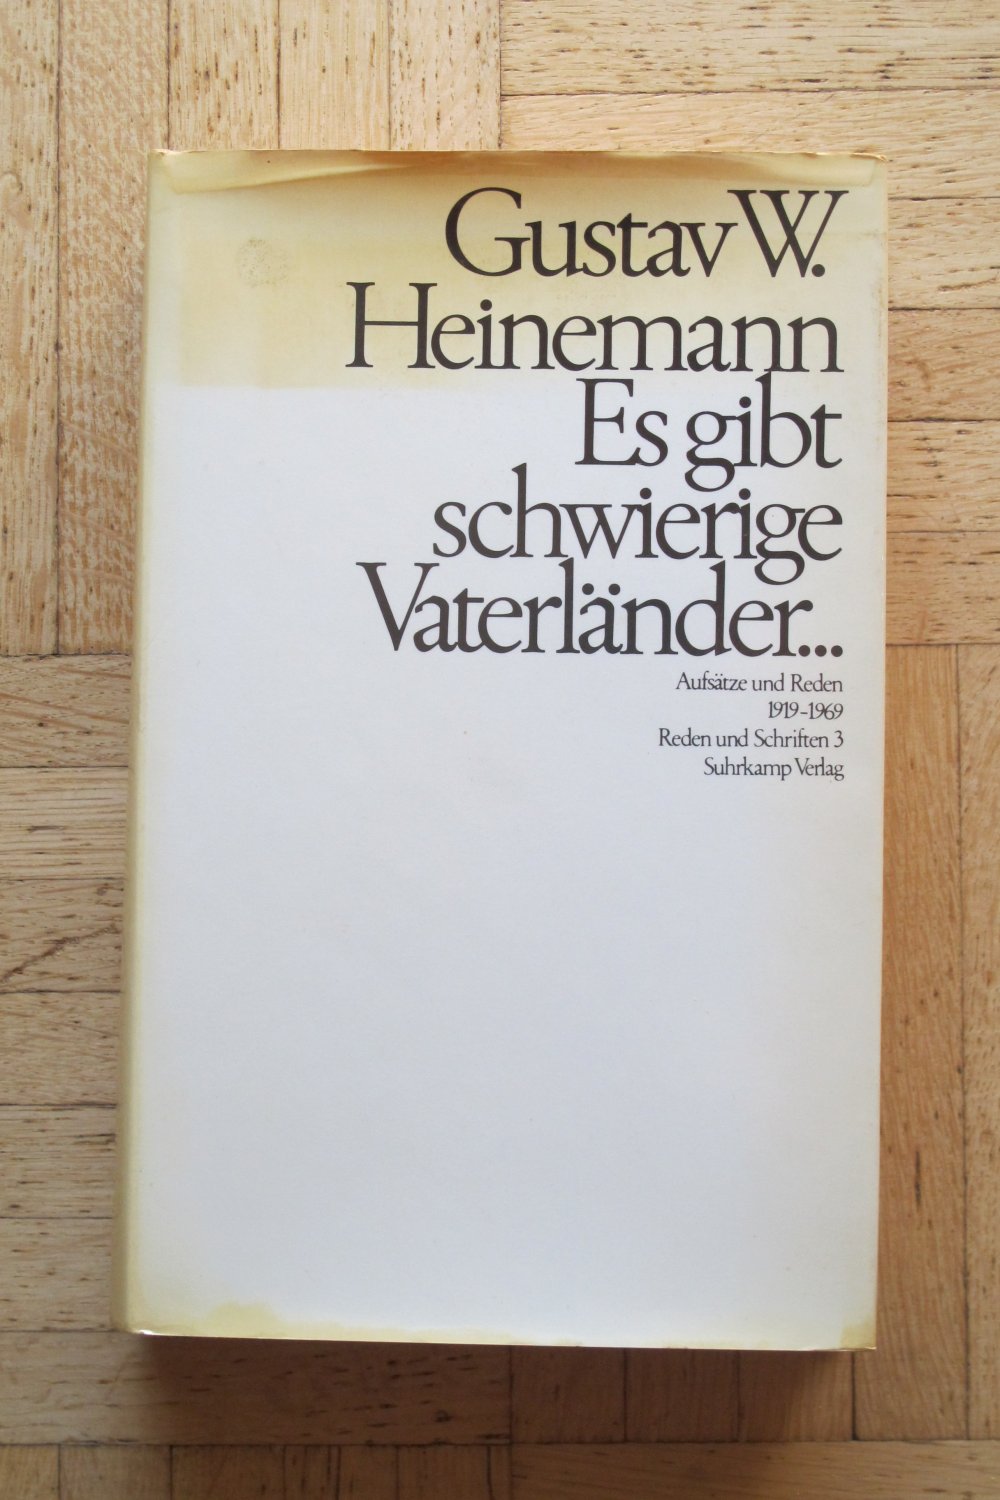 Gustav W.
Heinemann
Es gibt
schwierige
Vaterländer...
Aufsätze und Reden
1919-1969
Reden und Schriften 3
Suhrkamp Verlag